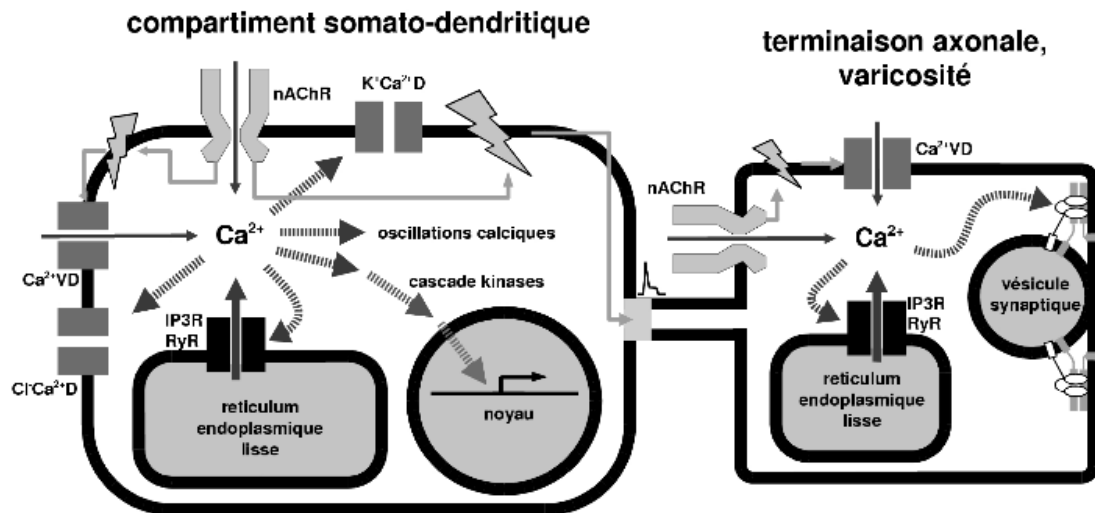 compartiment somato-dendritique
nAChR
K⁺Ca²⁺D
Ca²⁺
oscillations calciques
cascade kinases
Ca²⁺VD
IP3R
RyR
Cl⁻Ca²⁺D
reticulum
endoplasmique
lisse
noyau
terminaison axonale,
varicosité
Ca²⁺VD
nAChR
Ca²⁺
vésicule
synaptique
IP3R
RyR
reticulum
endoplasmique
lisse